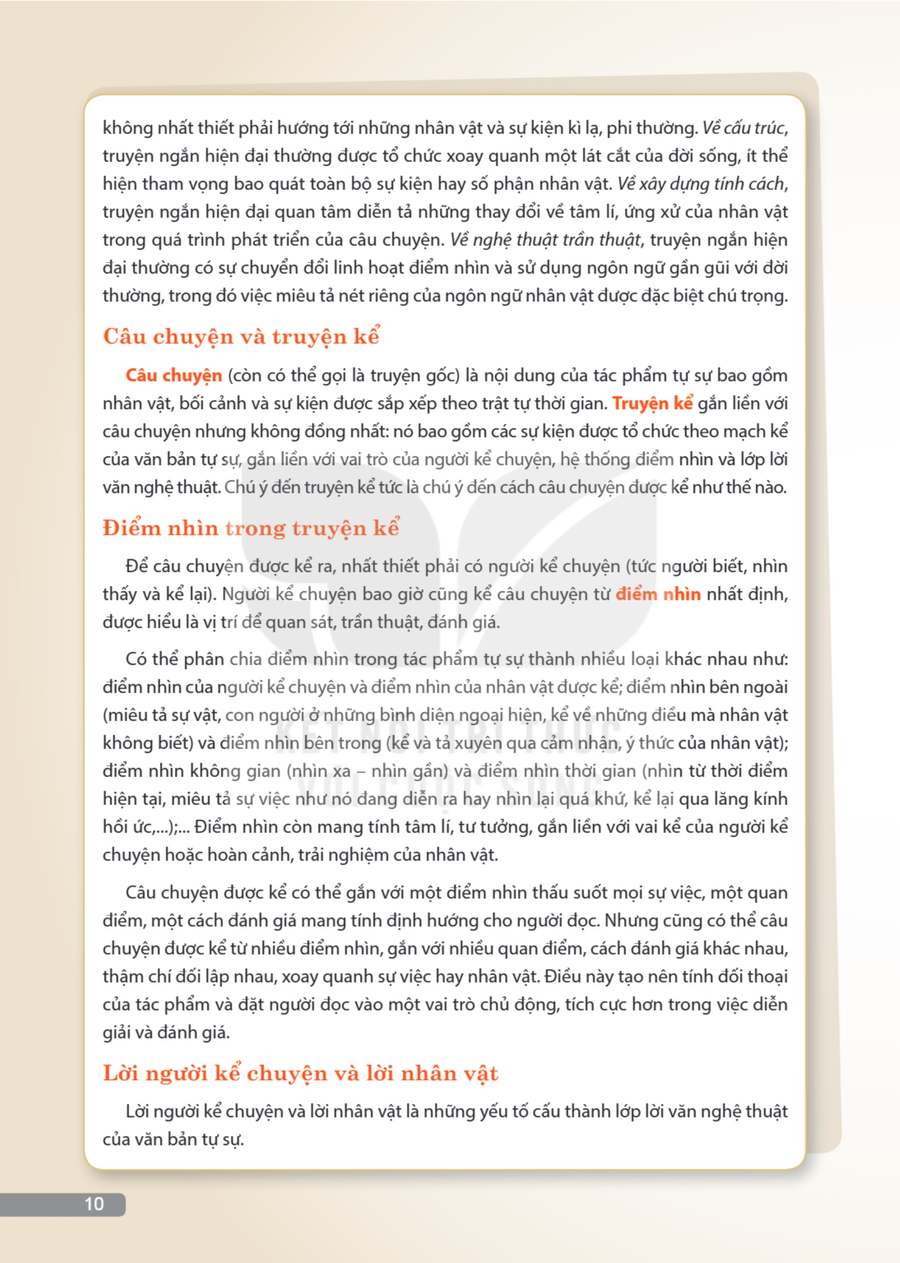 không nhất thiết phải hướng tới những nhân vật và sự kiện kì lạ, phi thường. Về cấu trúc,
truyện ngắn hiện đại thường được tổ chức xoay quanh một lát cắt của đời sống, ít thể
hiện tham vọng bao quát toàn bộ sự kiện hay số phận nhân vật. Về xây dựng tính cách,
truyện ngắn hiện đại quan tâm diễn tả những thay đổi về tâm lí, ứng xử của nhân vật
trong quá trình phát triển của câu chuyện. Về nghệ thuật trần thuật, truyện ngắn hiện
đại thường có sự chuyển đổi linh hoạt điểm nhìn và sử dụng ngôn ngữ gần gũi với đời
thường, trong đó việc miêu tả nét riêng của ngôn ngữ nhân vật được đặc biệt chú trọng.
Câu chuyện và truyện kể
Câu chuyện (còn có thể gọi là truyện gốc) là nội dung của tác phẩm tự sự bao gồm
nhân vật, bối cảnh và sự kiện được sắp xếp theo trật tự thời gian. Truyện kể gắn liền với
câu chuyện nhưng không đồng nhất: nó bao gồm các sự kiện được tổ chức theo mạch kể
của văn bản tự sự, gắn liền với vai trò của người kể chuyện, hệ thống điểm nhìn và lớp lời
văn nghệ thuật. Chú ý đến truyện kể tức là chú ý đến cách câu chuyện được kể như thế nào.
Điểm nhìn trong truyện kể
Để câu chuyện được kể ra, nhất thiết phải có người kể chuyện (tức người biết, nhìn
thấy và kể lại). Người kể chuyện bao giờ cũng kể câu chuyện từ điểm nhìn nhất định,
được hiểu là vị trí để quan sát, trần thuật, đánh giá.
Có thể phân chia điểm nhìn trong tác phẩm tự sự thành nhiều loại khác nhau như:
điểm nhìn của người kể chuyện và điểm nhìn của nhân vật được kể; điểm nhìn bên ngoài
(miêu tả sự vật, con người ở những bình diện ngoại hiện, kể về những điều mà nhân vật
không biết) và điểm nhìn bên trong (kể và tả xuyên qua cảm nhận, ý thức của nhân vật);
điểm nhìn không gian (nhìn xa – nhìn gần) và điểm nhìn thời gian (nhìn từ thời điểm
hiện tại, miêu tả sự việc như nó đang diễn ra hay nhìn lại quá khứ, kể lại qua lăng kính
hồi ức,...);... Điểm nhìn còn mang tính tâm lí, tư tưởng, gắn liền với vai kể của người kể
chuyện hoặc hoàn cảnh, trải nghiệm của nhân vật.
KẾT NỐI TRI THỨC
VỚI CUỘC SỐNG
Câu chuyện được kể có thể gắn với một điểm nhìn thấu suốt mọi sự việc, một quan
điểm, một cách đánh giá mang tính định hướng cho người đọc. Nhưng cũng có thể câu
chuyện được kể từ nhiều điểm nhìn, gắn với nhiều quan điểm, cách đánh giá khác nhau,
thậm chí đối lập nhau, xoay quanh sự việc hay nhân vật. Điều này tạo nên tính đối thoại
của tác phẩm và đặt người đọc vào một vai trò chủ động, tích cực hơn trong việc diễn
giải và đánh giá.
Lời người kể chuyện và lời nhân vật
Lời người kể chuyện và lời nhân vật là những yếu tố cấu thành lớp lời văn nghệ thuật
của văn bản tự sự.
10